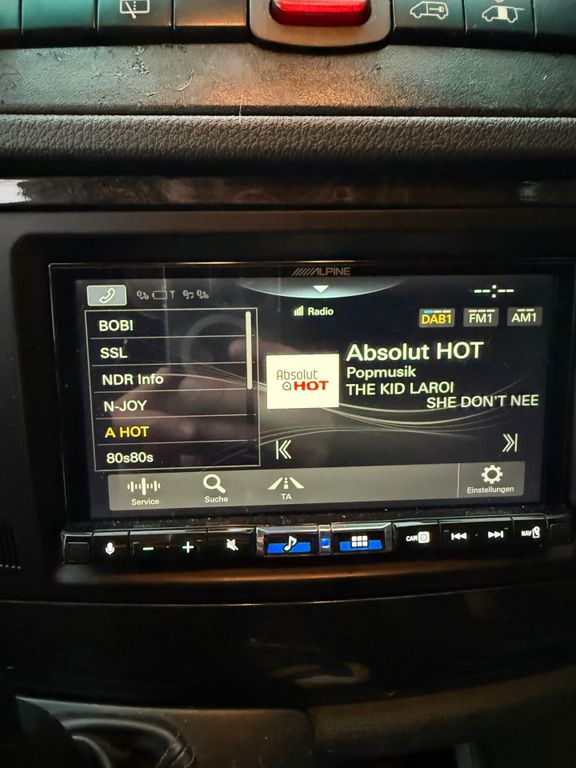 ALPINE
Radio
--:--
BOB!
SSL
NDR Info
N-JOY
A HOT
80s80s
DAB1
FM1
AM1
Absolut
HOT
Absolut HOT
Popmusik
THE KID LAROI
SHE DON'T NEE
Service
Suche
TA
Einstellungen
CAR
NAV